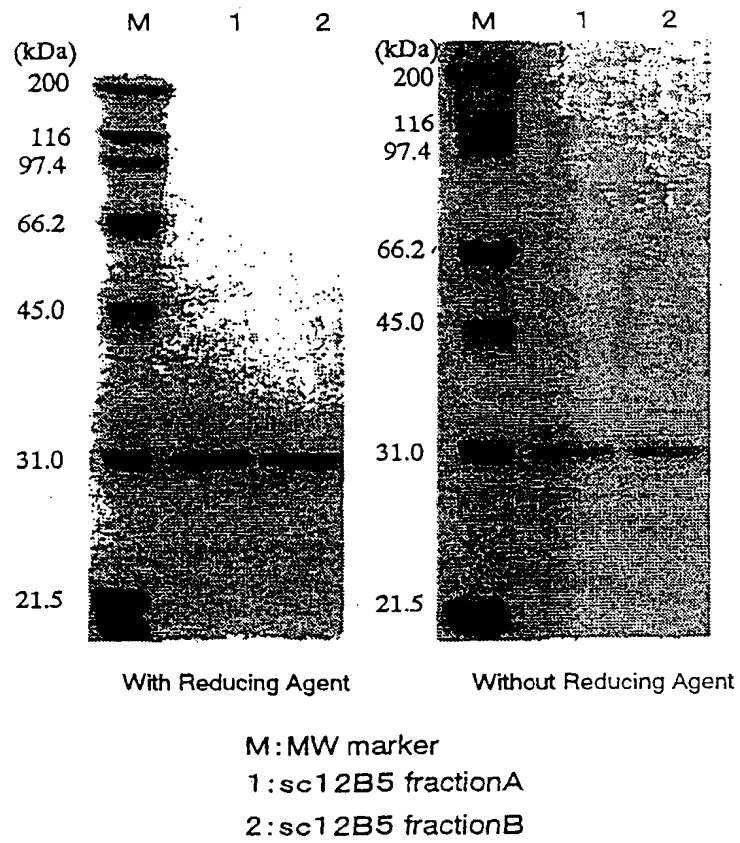 M 1 2
(kDa)
200
116
97.4
66.2
45.0
31.0
21.5
With Reducing Agent
M 1 2
(kDa)
200
116
97.4
66.2
45.0
31.0
21.5
Without Reducing Agent
M:MW marker
1:sc12B5 fractionA
2:sc12B5 fractionB